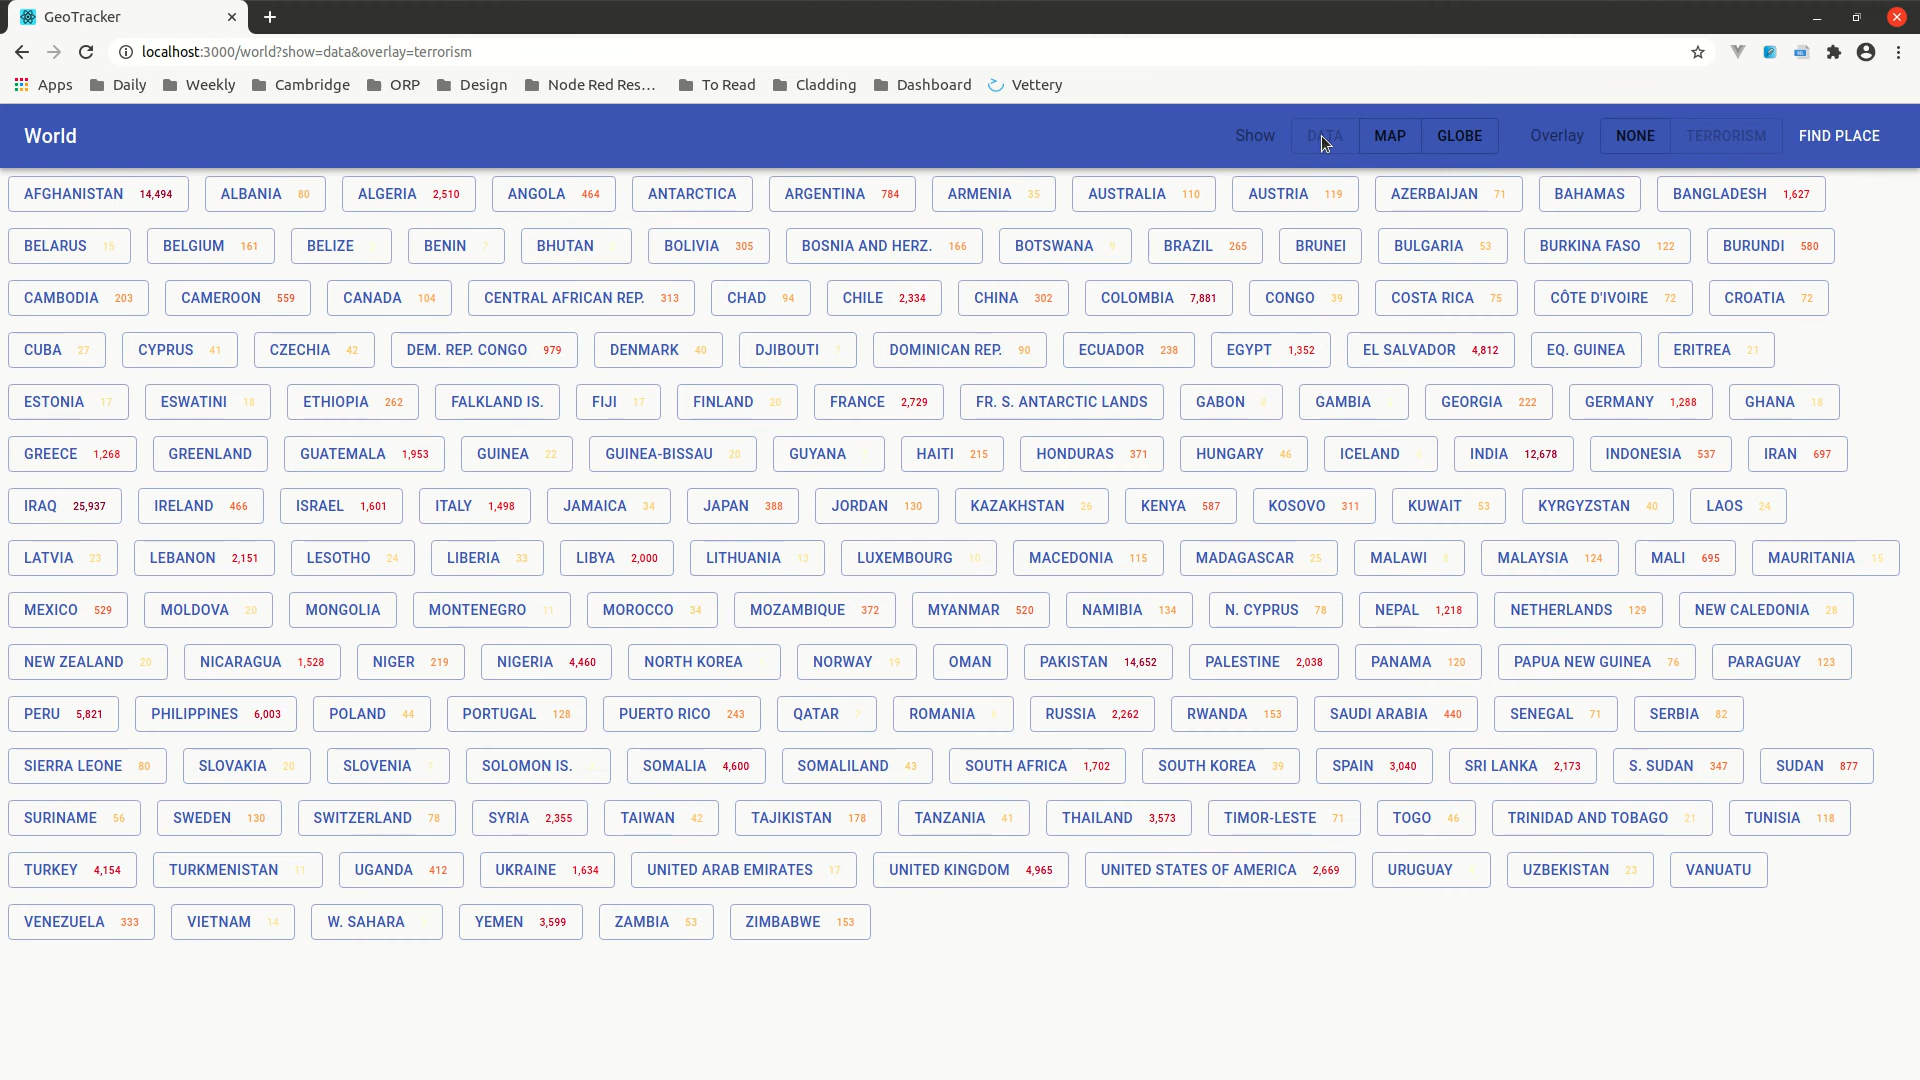 GeoTracker
localhost:3000/world?show=data&overlay=terrorism
Apps Daily Weekly Cambridge ORP Design Node Red Res... To Read Cladding Dashboard Vettery
World Show DATA MAP GLOBE Overlay NONE TERRORISM FIND PLACE
AFGHANISTAN 14,494 ALBANIA 80 ALGERIA 2,510 ANGOLA 464 ANTARCTICA ARGENTINA 784 ARMENIA 35 AUSTRALIA 110 AUSTRIA 119 AZERBAIJAN 71 BAHAMAS BANGLADESH 1,627
BELARUS 15 BELGIUM 161 BELIZE BENIN 7 BHUTAN BOLIVIA 305 BOSNIA AND HERZ. 166 BOTSWANA 9 BRAZIL 265 BRUNEI BULGARIA 53 BURKINA FASO 122 BURUNDI 580
CAMBODIA 203 CAMEROON 559 CANADA 104 CENTRAL AFRICAN REP. 313 CHAD 94 CHILE 2,334 CHINA 302 COLOMBIA 7,881 CONGO 39 COSTA RICA 75 CÔTE D'IVOIRE 72 CROATIA 72
CUBA 27 CYPRUS 41 CZECHIA 42 DEM. REP. CONGO 979 DENMARK 40 DJIBOUTI DOMINICAN REP. 90 ECUADOR 238 EGYPT 1,352 EL SALVADOR 4,812 EQ. GUINEA ERITREA 21
ESTONIA 17 ESWATINI 18 ETHIOPIA 262 FALKLAND IS. FIJI 17 FINLAND 20 FRANCE 2,729 FR. S. ANTARCTIC LANDS GABON GAMBIA GEORGIA 222 GERMANY 1,288 GHANA 18
GREECE 1,268 GREENLAND GUATEMALA 1,953 GUINEA 22 GUINEA-BISSAU 20 GUYANA HAITI 215 HONDURAS 371 HUNGARY 46 ICELAND INDIA 12,678 INDONESIA 537 IRAN 697
IRAQ 25,937 IRELAND 466 ISRAEL 1,601 ITALY 1,498 JAMAICA 34 JAPAN 388 JORDAN 130 KAZAKHSTAN 26 KENYA 587 KOSOVO 311 KUWAIT 53 KYRGYZSTAN 40 LAOS 24
LATVIA 23 LEBANON 2,151 LESOTHO 24 LIBERIA 33 LIBYA 2,000 LITHUANIA 13 LUXEMBOURG 10 MACEDONIA 115 MADAGASCAR 25 MALAWI MALAYSIA 124 MALI 695 MAURITANIA 15
MEXICO 529 MOLDOVA 20 MONGOLIA MONTENEGRO 11 MOROCCO 34 MOZAMBIQUE 372 MYANMAR 520 NAMIBIA 134 N. CYPRUS 78 NEPAL 1,218 NETHERLANDS 129 NEW CALEDONIA 28
NEW ZEALAND 20 NICARAGUA 1,528 NIGER 219 NIGERIA 4,460 NORTH KOREA NORWAY 19 OMAN PAKISTAN 14,652 PALESTINE 2,038 PANAMA 120 PAPUA NEW GUINEA 76 PARAGUAY 123
PERU 5,821 PHILIPPINES 6,003 POLAND 44 PORTUGAL 128 PUERTO RICO 243 QATAR ROMANIA RUSSIA 2,262 RWANDA 153 SAUDI ARABIA 440 SENEGAL 71 SERBIA 82
SIERRA LEONE 80 SLOVAKIA 20 SLOVENIA SOLOMON IS. SOMALIA 4,600 SOMALILAND 43 SOUTH AFRICA 1,702 SOUTH KOREA 39 SPAIN 3,040 SRI LANKA 2,173 S. SUDAN 347 SUDAN 877
SURINAME 56 SWEDEN 130 SWITZERLAND 78 SYRIA 2,355 TAIWAN 42 TAJIKISTAN 178 TANZANIA 41 THAILAND 3,573 TIMOR-LESTE 71 TOGO 46 TRINIDAD AND TOBAGO 21 TUNISIA 118
TURKEY 4,154 TURKMENISTAN 11 UGANDA 412 UKRAINE 1,634 UNITED ARAB EMIRATES 17 UNITED KINGDOM 4,965 UNITED STATES OF AMERICA 2,669 URUGUAY UZBEKISTAN 23 VANUATU
VENEZUELA 333 VIETNAM 14 W. SAHARA YEMEN 3,599 ZAMBIA 53 ZIMBABWE 153